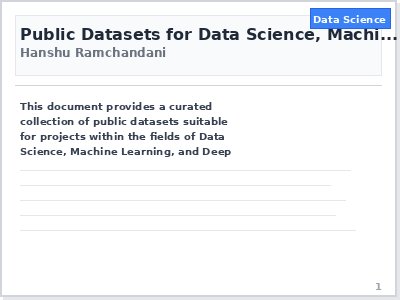 Data Science
Public Datasets for Data Science, Machi...
Hanshu Ramchandani
This document provides a curated
collection of public datasets suitable
for projects within the fields of Data
Science, Machine Learning, and Deep
1